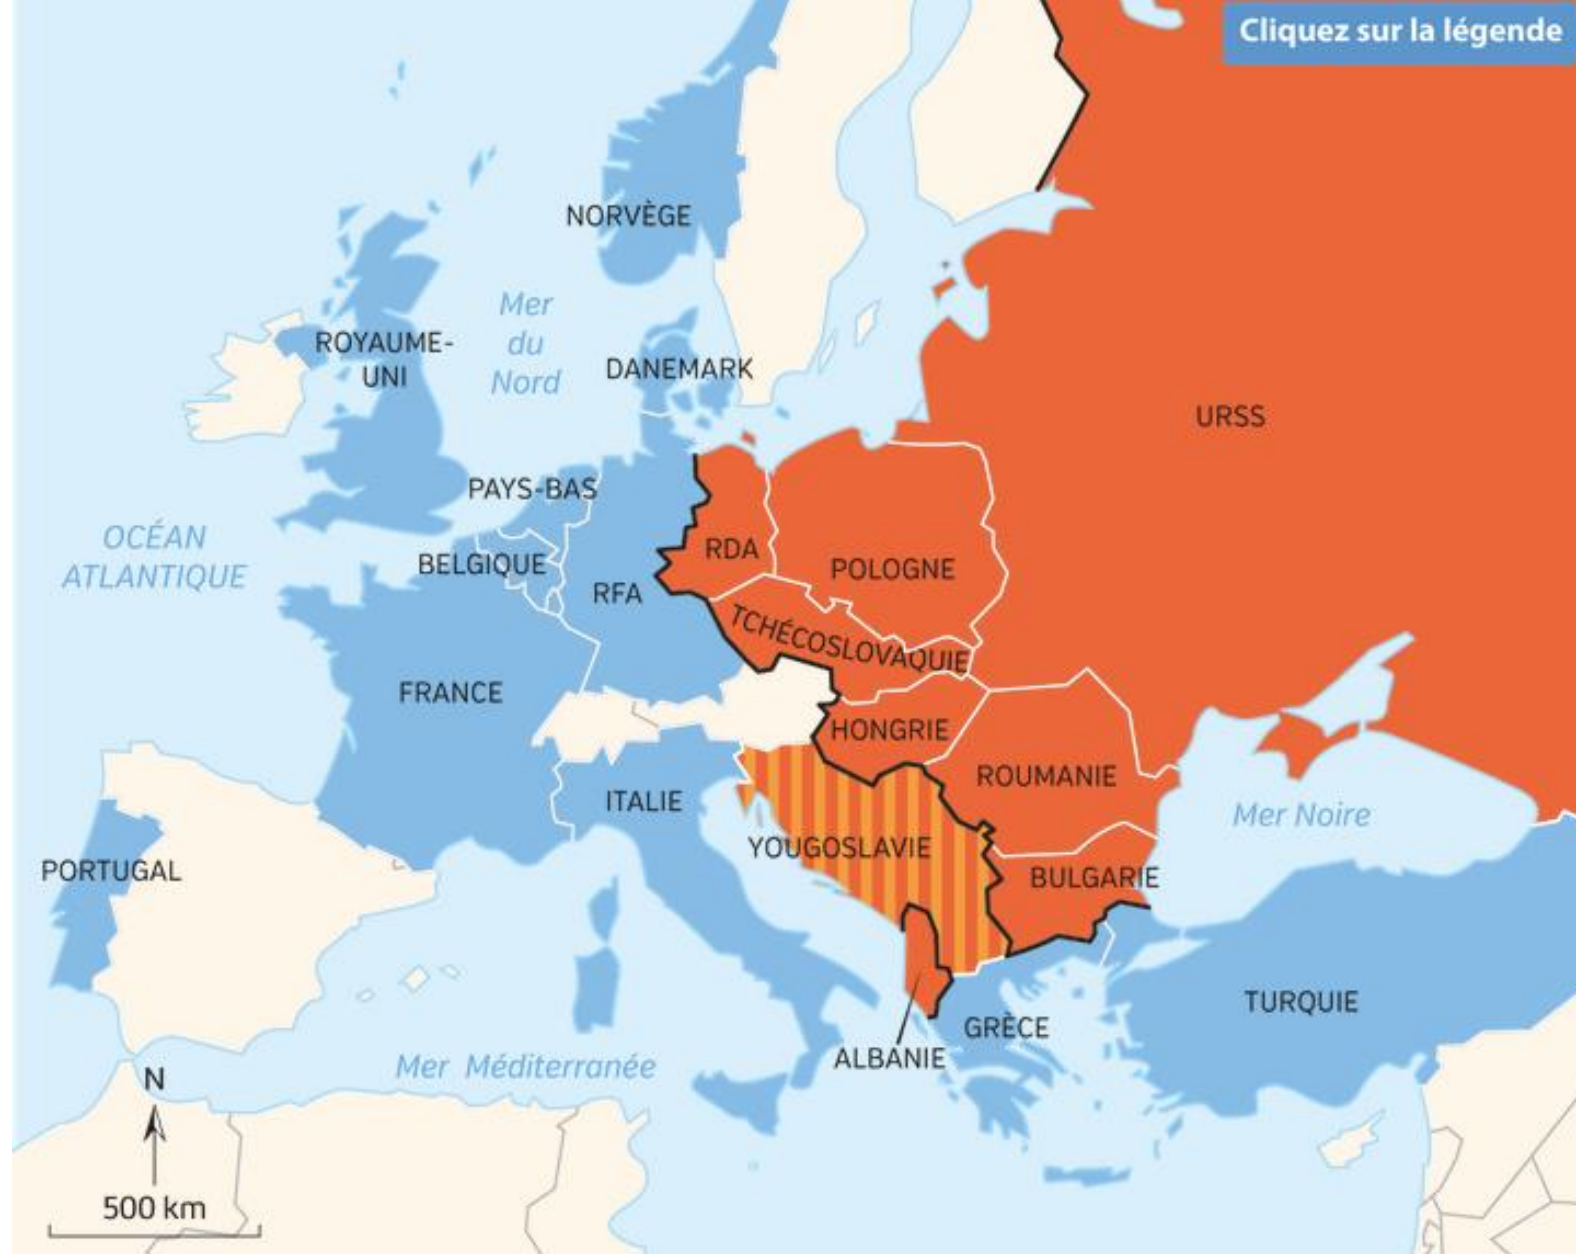 Cliquez sur la légende
NORVÈGE
Mer
du
Nord
ROYAUME-
UNI
DANEMARK
URSS
PAYS-BAS
OCÉAN
ATLANTIQUE
BELGIQUE
RDA
POLOGNE
RFA
TCHÉCOSLOVAQUIE
FRANCE
HONGRIE
ROUMANIE
ITALIE
Mer Noire
YOUGOSLAVIE
PORTUGAL
BULGARIE
TURQUIE
GRÈCE
ALBANIE
Mer Méditerranée
N
500 km